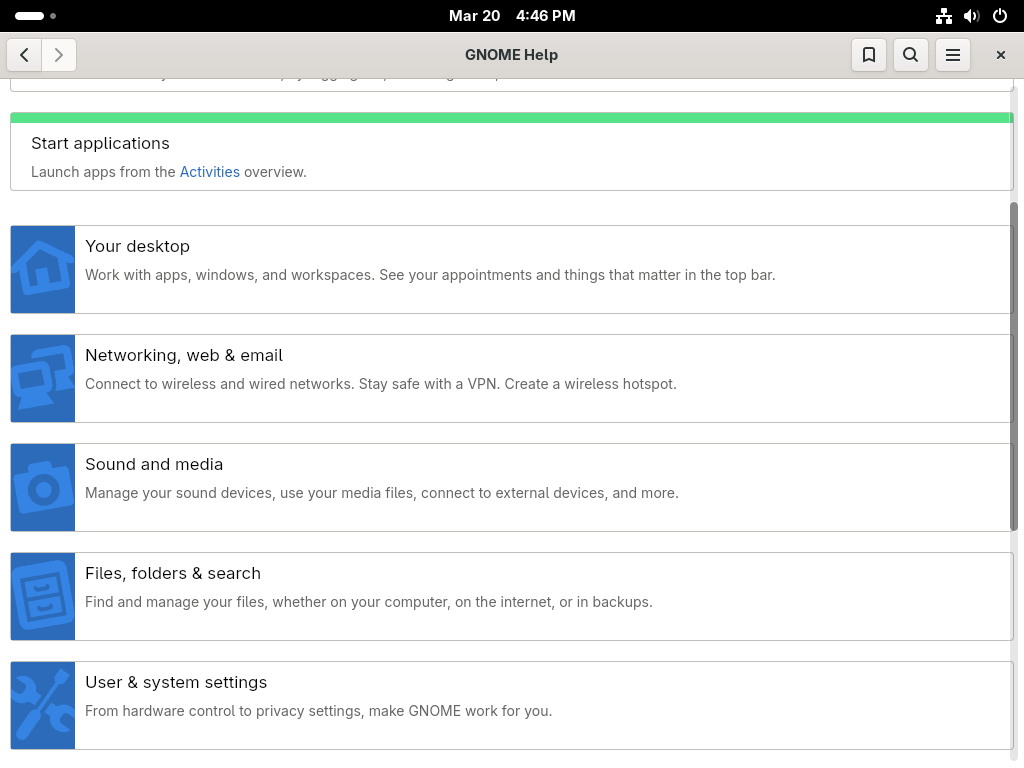 Mar 20 4:46 PM
GNOME Help
Start applications
Launch apps from the Activities overview.
Your desktop
Work with apps, windows, and workspaces. See your appointments and things that matter in the top bar.
Networking, web & email
Connect to wireless and wired networks. Stay safe with a VPN. Create a wireless hotspot.
Sound and media
Manage your sound devices, use your media files, connect to external devices, and more.
Files, folders & search
Find and manage your files, whether on your computer, on the internet, or in backups.
User & system settings
From hardware control to privacy settings, make GNOME work for you.